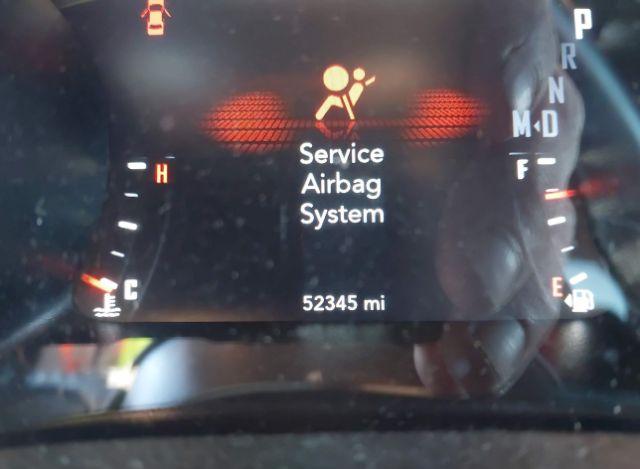 P
R
N
M D
H
F
Service
Airbag
System
C
E
52345 mi